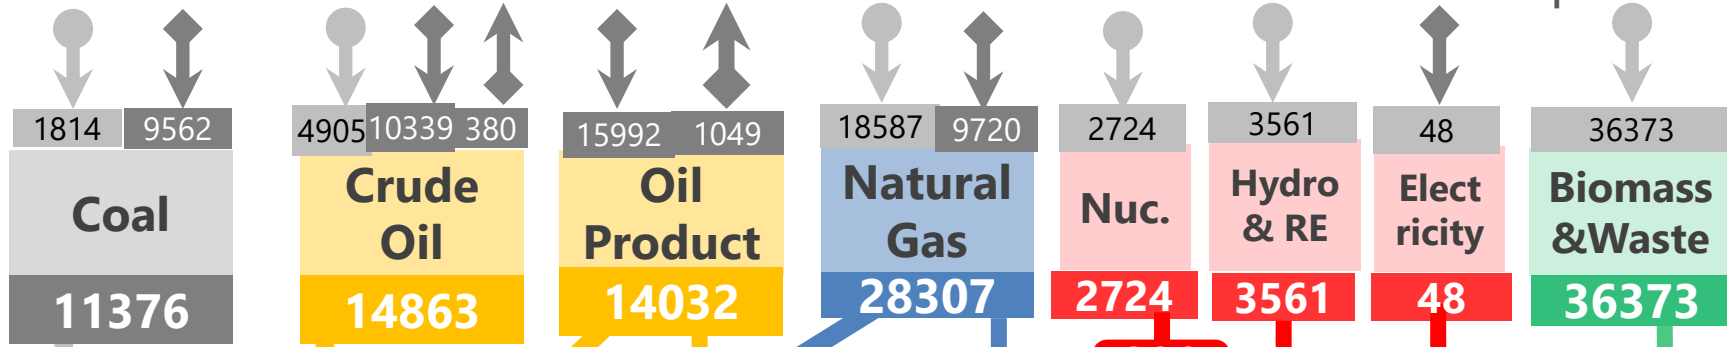 1814 9562
4905 10339 380
15992 1049
18587 9720
2724
3561
48
36373
Coal
Crude
Oil
Oil
Product
Natural
Gas
Nuc.
Hydro
& RE
Elect
ricity
Biomass
&Waste
11376
14863
14032
28307
2724
3561
48
36373